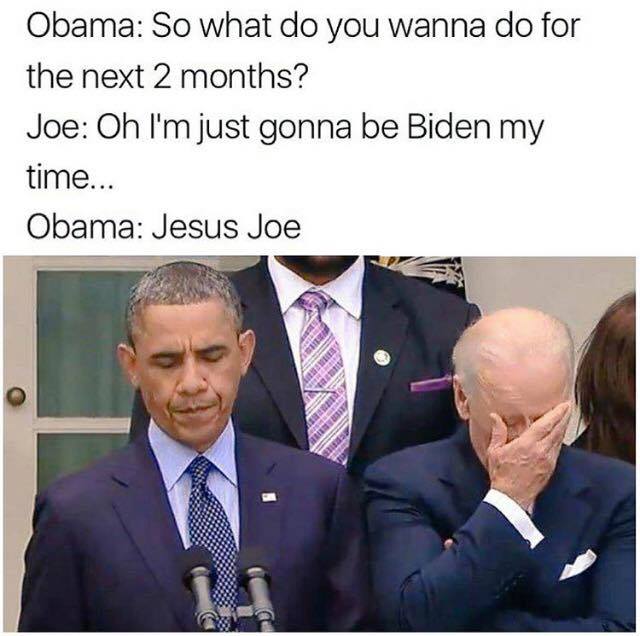 Obama: So what do you wanna do for
the next 2 months?
Joe: Oh I'm just gonna be Biden my
time...
Obama: Jesus Joe